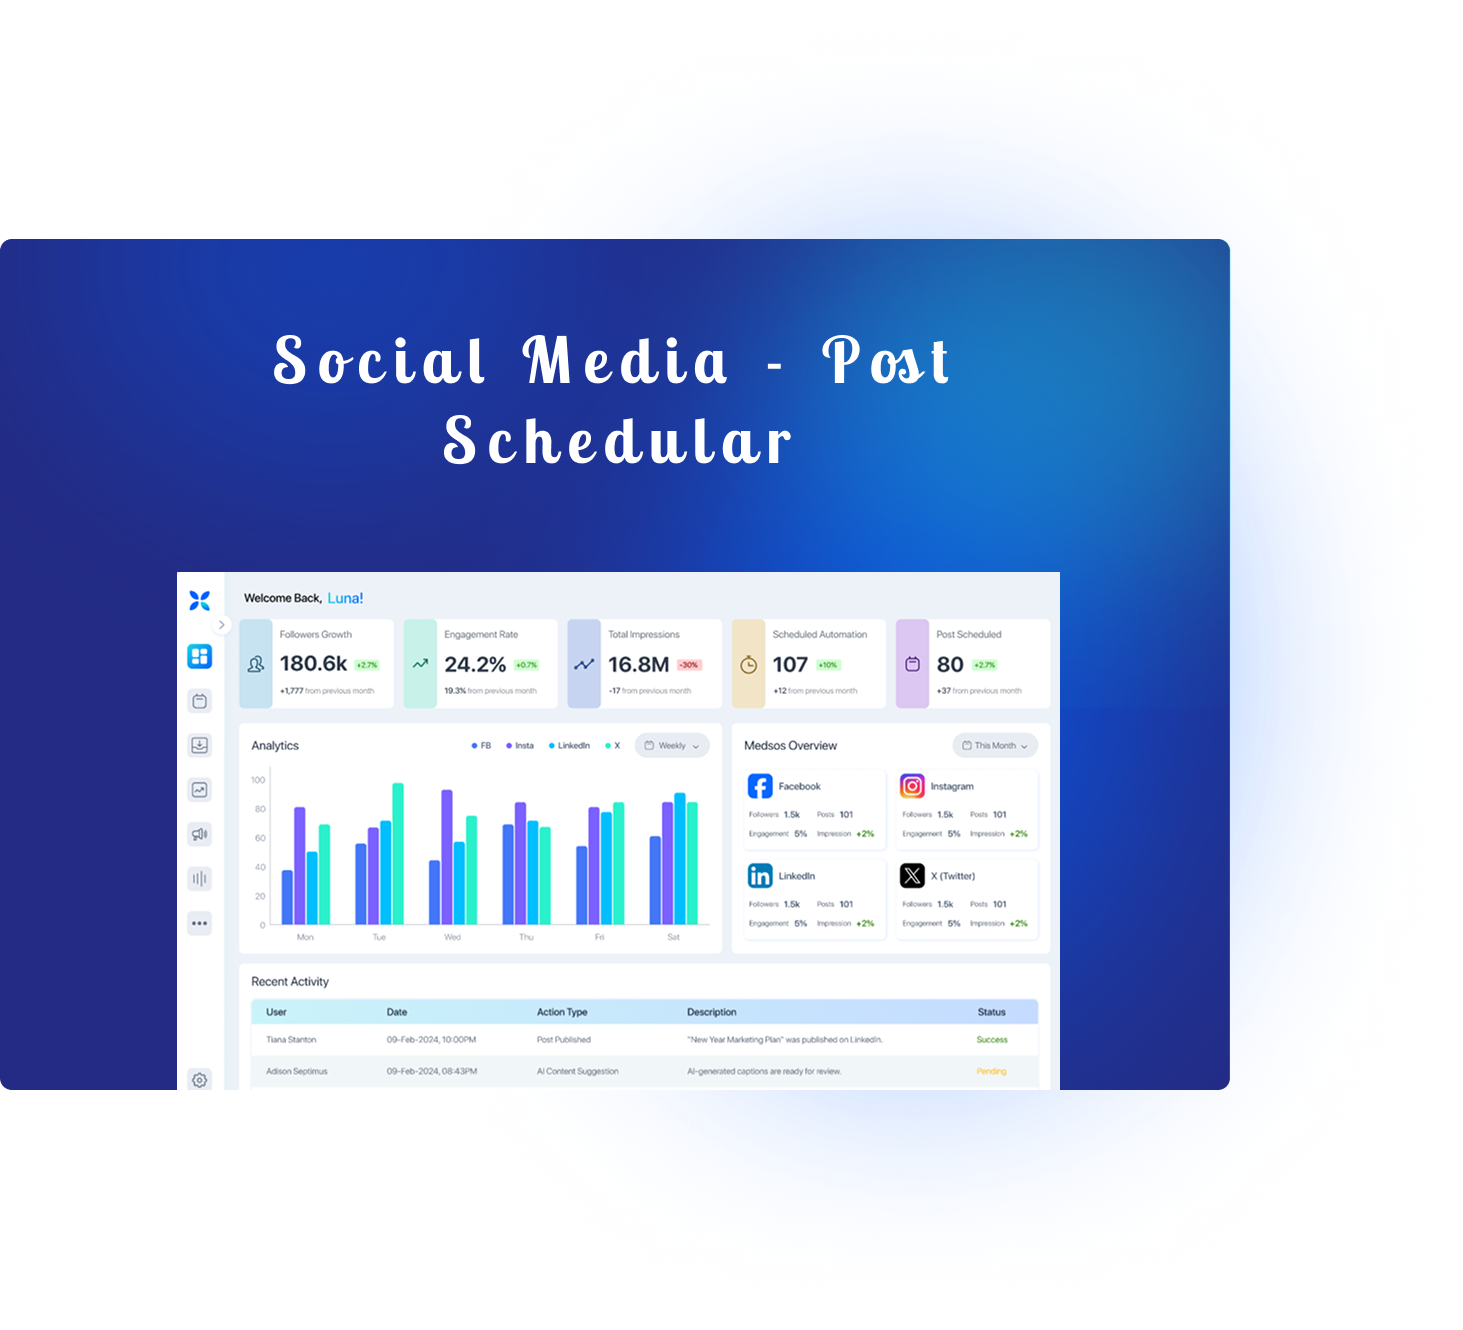 Social Media - Post
Schedular
Welcome Back, Luna!
Followers Growth
180.6k +2.7%
+1,777 from previous month
Engagement Rate
24.2% +0.7%
19.3% from previous month
Total Impressions
16.8M -30%
-17 from previous month
Scheduled Automation
107 +10%
+12 from previous month
Post Scheduled
80 +2.7%
+37 from previous month
Analytics
FB Insta LinkedIn X Weekly
100
80
60
40
20
0
Mon Tue Wed Thu Fri Sat
Medsos Overview
This Month
Facebook
Followers 1.5k Posts 101
Engagement 5% Impression +2%
Instagram
Followers 1.5k Posts 101
Engagement 5% Impression +2%
LinkedIn
Followers 1.5k Posts 101
Engagement 5% Impression +2%
X (Twitter)
Followers 1.5k Posts 101
Engagement 5% Impression +2%
Recent Activity
User Date Action Type Description Status
Tiana Stanton 09-Feb-2024, 10:00PM Post Published "New Year Marketing Plan" was published on LinkedIn. Success
Adison Septimus 09-Feb-2024, 08:43PM AI Content Suggestion AI-generated captions are ready for review. Pending